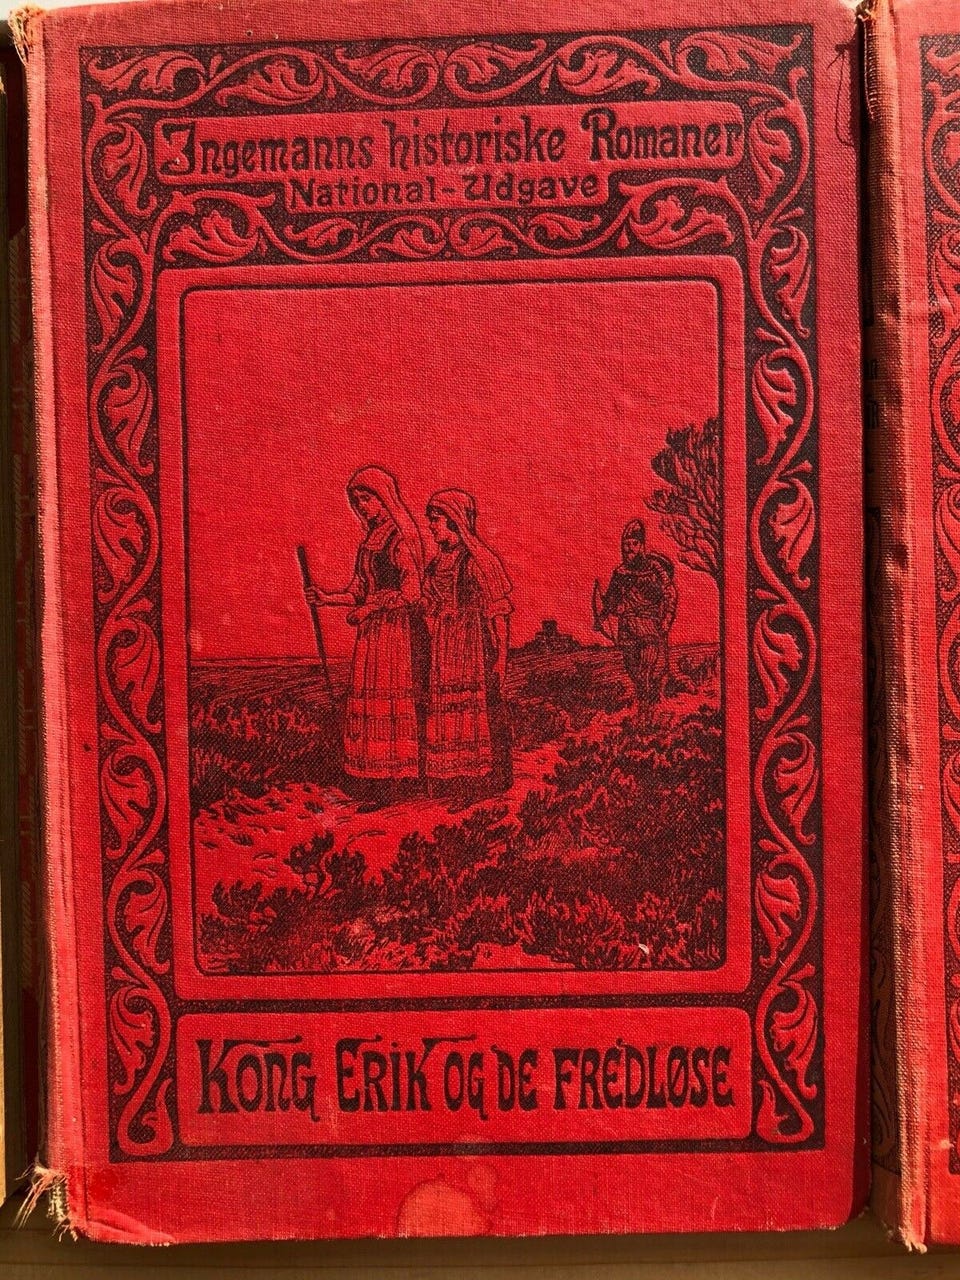 Ingemanns historiske Romaner
National-Udgave
KONG ERIK OG DE FREDLØSE